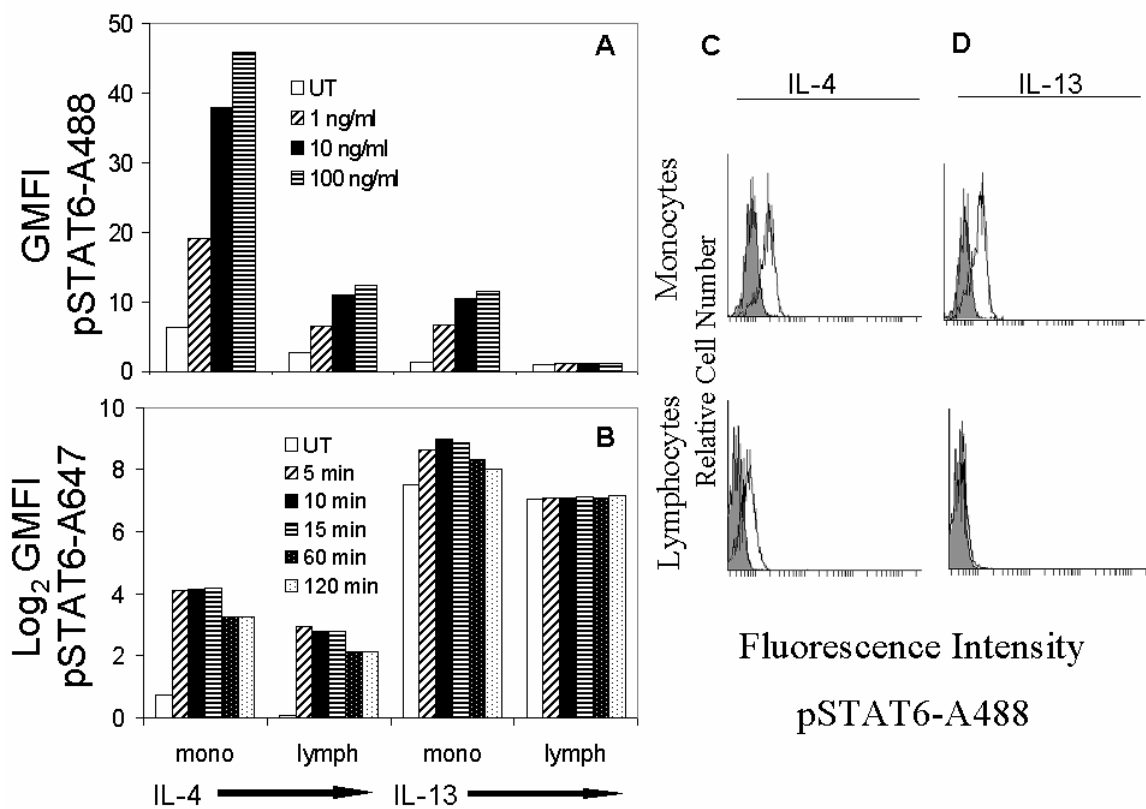 A
50
40
30
20
10
0
GMFI
pSTAT6-A488
UT
1 ng/ml
10 ng/ml
100 ng/ml
B
10
8
6
4
2
0
Log2 GMFI
pSTAT6-A647
UT
5 min
10 min
15 min
60 min
120 min
mono
lymph
mono
lymph
IL-4
IL-13
C
D
IL-4
IL-13
Monocytes
Lymphocytes
Relative Cell Number
Fluorescence Intensity
pSTAT6-A488